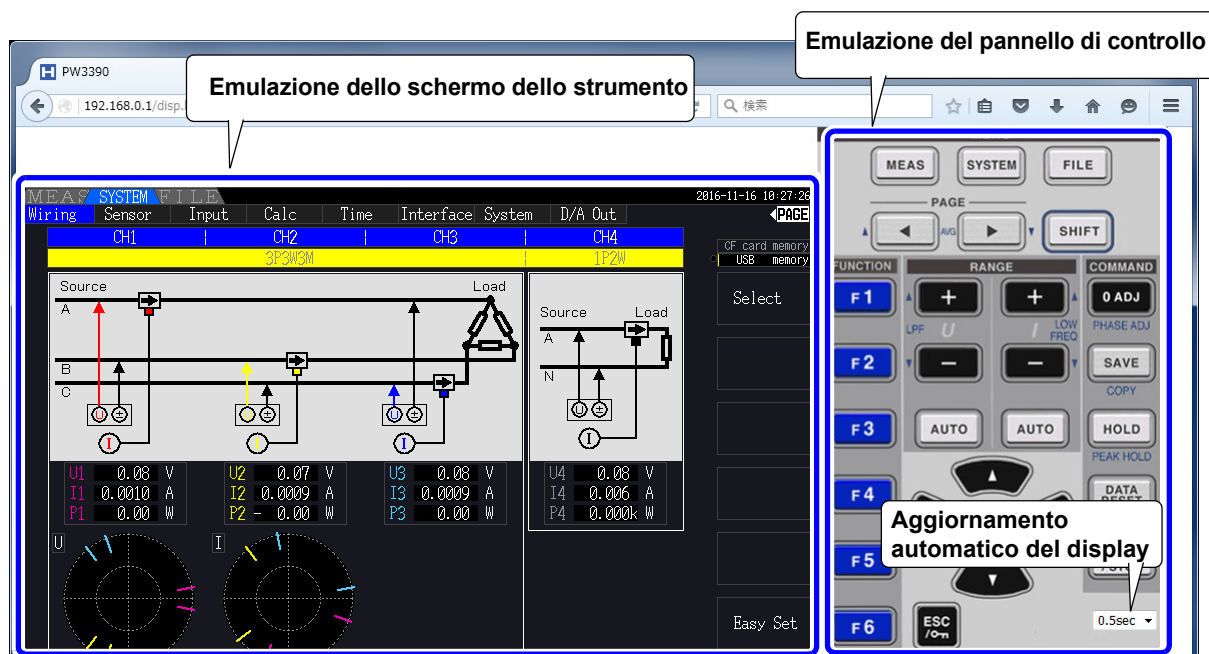 Emulazione del pannello di controllo
Emulazione dello schermo dello strumento
PW3390
192.168.0.1/disp.
検索
MEAS SYSTEM FILE
2016-11-16 10:27:26
Wiring Sensor Input Calc Time Interface System D/A Out
PAGE
CH1 CH2 CH3 CH4
3P3W3M 1P2W
CF card memory
USB memory
Source Load
A
B
C
U ± U ± U ±
I I I
Source Load
A
N
U ±
I
U1 0.08 V
I1 0.0010 A
P1 0.00 W
U2 0.07 V
I2 0.0009 A
P2 - 0.00 W
U3 0.08 V
I3 0.0009 A
P3 0.00 W
U4 0.08 V
I4 0.006 A
P4 0.000k W
U I
Select
Easy Set
MEAS SYSTEM FILE
PAGE
AVG
SHIFT
FUNCTION RANGE COMMAND
F1 + + 0 ADJ
LPF U I LOW FREQ PHASE ADJ
F2 − − SAVE
COPY
F3 AUTO AUTO HOLD
PEAK HOLD
F4 DATA
RESET
Aggiornamento
automatico del display
F5
F6 ESC
0.5sec